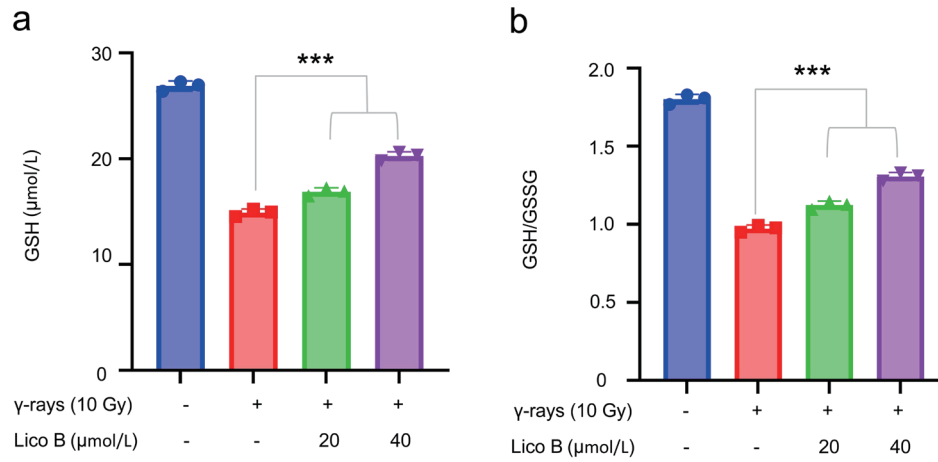 a
30
20
10
0
GSH (μmol/L)
***
γ-rays (10 Gy) - + + +
Lico B (μmol/L) - - 20 40
b
2.0
1.5
1.0
0.5
0
GSH/GSSG
***
γ-rays (10 Gy) - + + +
Lico B (μmol/L) - - 20 40